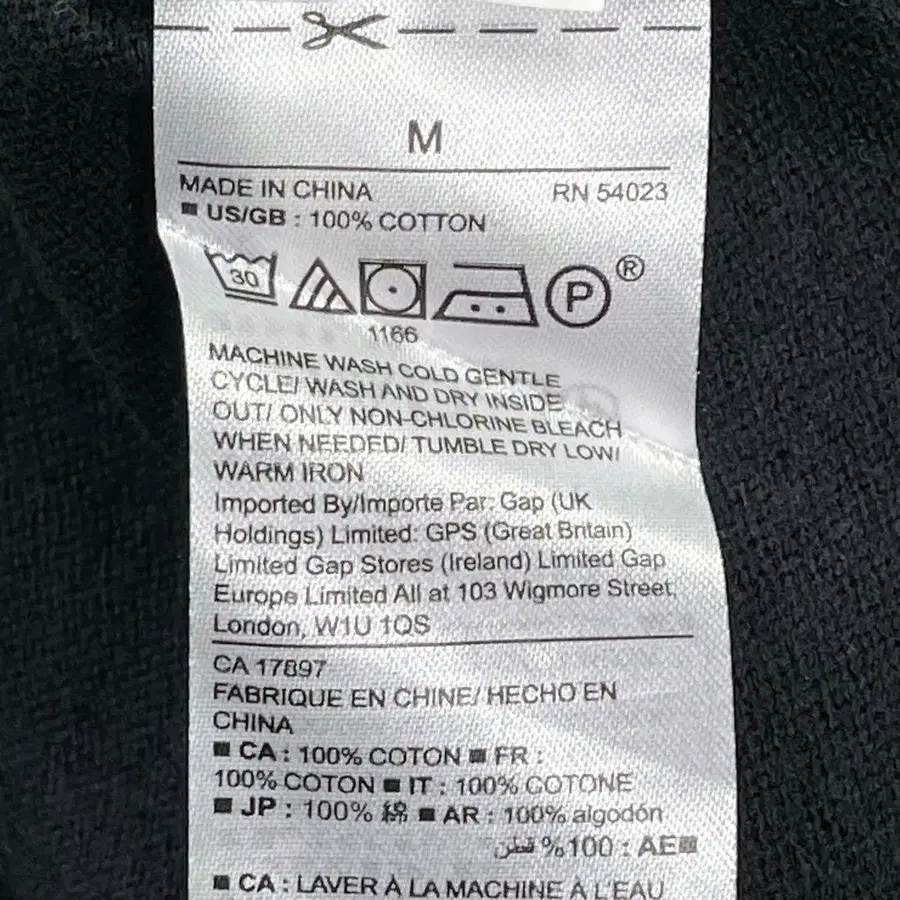 M
MADE IN CHINA RN 54023
■ US/GB : 100% COTTON
30 P ®
1166
MACHINE WASH COLD GENTLE
CYCLE/ WASH AND DRY INSIDE
OUT/ ONLY NON-CHLORINE BLEACH
WHEN NEEDED/ TUMBLE DRY LOW/
WARM IRON
Imported By/Importe Par: Gap (UK
Holdings) Limited: GPS (Great Britain)
Limited Gap Stores (Ireland) Limited Gap
Europe Limited All at 103 Wigmore Street,
London, W1U 1QS
CA 17897
FABRIQUE EN CHINE/ HECHO EN
CHINA
■ CA : 100% COTON ■ FR :
100% COTON ■ IT : 100% COTONE
■ JP : 100% 綿 ■ AR : 100% algodón
■AE : 100% قطن
■ CA : LAVER À LA MACHINE À L'EAU